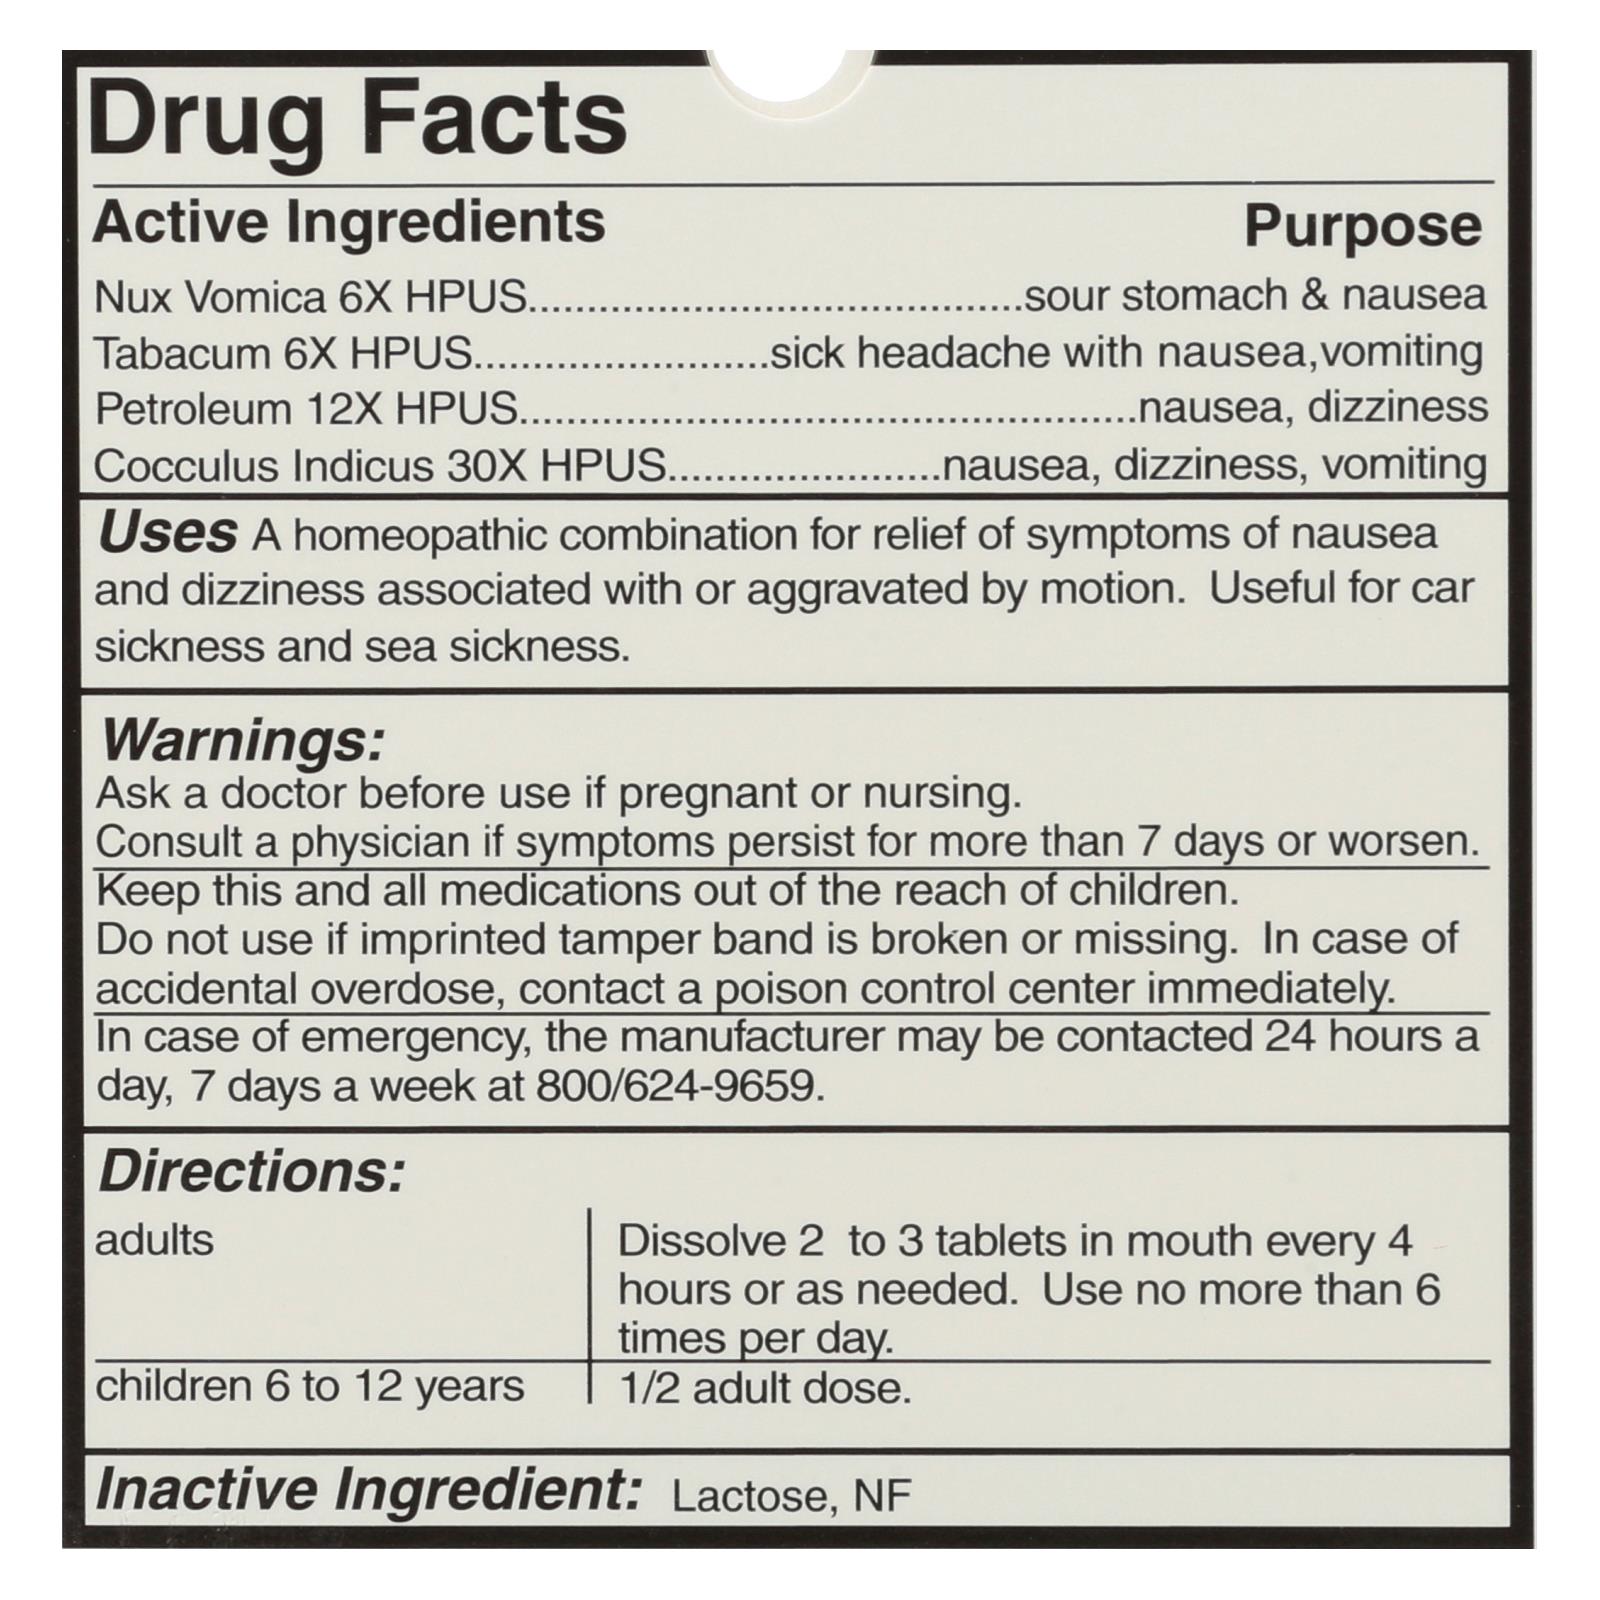 Drug Facts
Active Ingredients Purpose
Nux Vomica 6X HPUS..........................................sour stomach & nausea
Tabacum 6X HPUS.........................sick headache with nausea,vomiting
Petroleum 12X HPUS....................................................nausea, dizziness
Cocculus Indicus 30X HPUS.......................nausea, dizziness, vomiting
Uses A homeopathic combination for relief of symptoms of nausea
and dizziness associated with or aggravated by motion. Useful for car
sickness and sea sickness.
Warnings:
Ask a doctor before use if pregnant or nursing.
Consult a physician if symptoms persist for more than 7 days or worsen.
Keep this and all medications out of the reach of children.
Do not use if imprinted tamper band is broken or missing. In case of
accidental overdose, contact a poison control center immediately.
In case of emergency, the manufacturer may be contacted 24 hours a
day, 7 days a week at 800/624-9659.
Directions:
adults Dissolve 2 to 3 tablets in mouth every 4
hours or as needed. Use no more than 6
times per day.
children 6 to 12 years 1/2 adult dose.
Inactive Ingredient: Lactose, NF